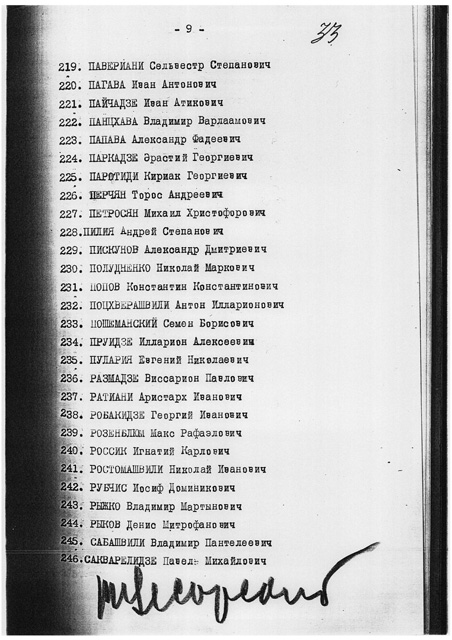 - 9 -
33
219. ПАВЕРИАНИ Сельвестр Степанович
220. ПАГАВА Иван Антонович
221. ПАЙЧАДЗЕ Иван Атикович
222. ПАНЦХАВА Владимир Варлаамович
223. ПАПАВА Александр Фадеевич
224. ПАРКАДЗЕ Эрастий Георгиевич
225. ПАРОТИДИ Кириак Георгиевич
226. ПЕРЧЯН Торос Андреевич
227. ПЕТРОСЯН Михаил Христофорович
228. ПИЛИЯ Андрей Степанович
229. ПИСКУНОВ Александр Дмитриевич
230. ПОЛУДНЕНКО Николай Маркович
231. ПОПОВ Константин Константинович
232. ПОЦХВЕРАШВИЛИ Антон Илларионович
233. ПОШЕМАНСКИЙ Семен Борисович
234. ПРУИДЗЕ Илларион Алексеевич
235. ПУЛАРИЯ Евгений Николаевич
236. РАЗМАДЗЕ Виссарион Павлович
237. РАТИАНИ Аристарх Иванович
238. РОБАКИДЗЕ Георгий Иванович
239. РОЗЕНБЛЮМ Макс Рафаэлович
240. РОССИК Игнатий Карлович
241. РОСТОМАШВИЛИ Николай Иванович
242. РУБЧИС Иосиф Доминикович
243. РЫЖКО Владимир Мартынович
244. РЫКОВ Денис Митрофанович
245. САБАШВИЛИ Владимир Пантелеевич
246. САКВАРЕЛИДЗЕ Павел Михайлович